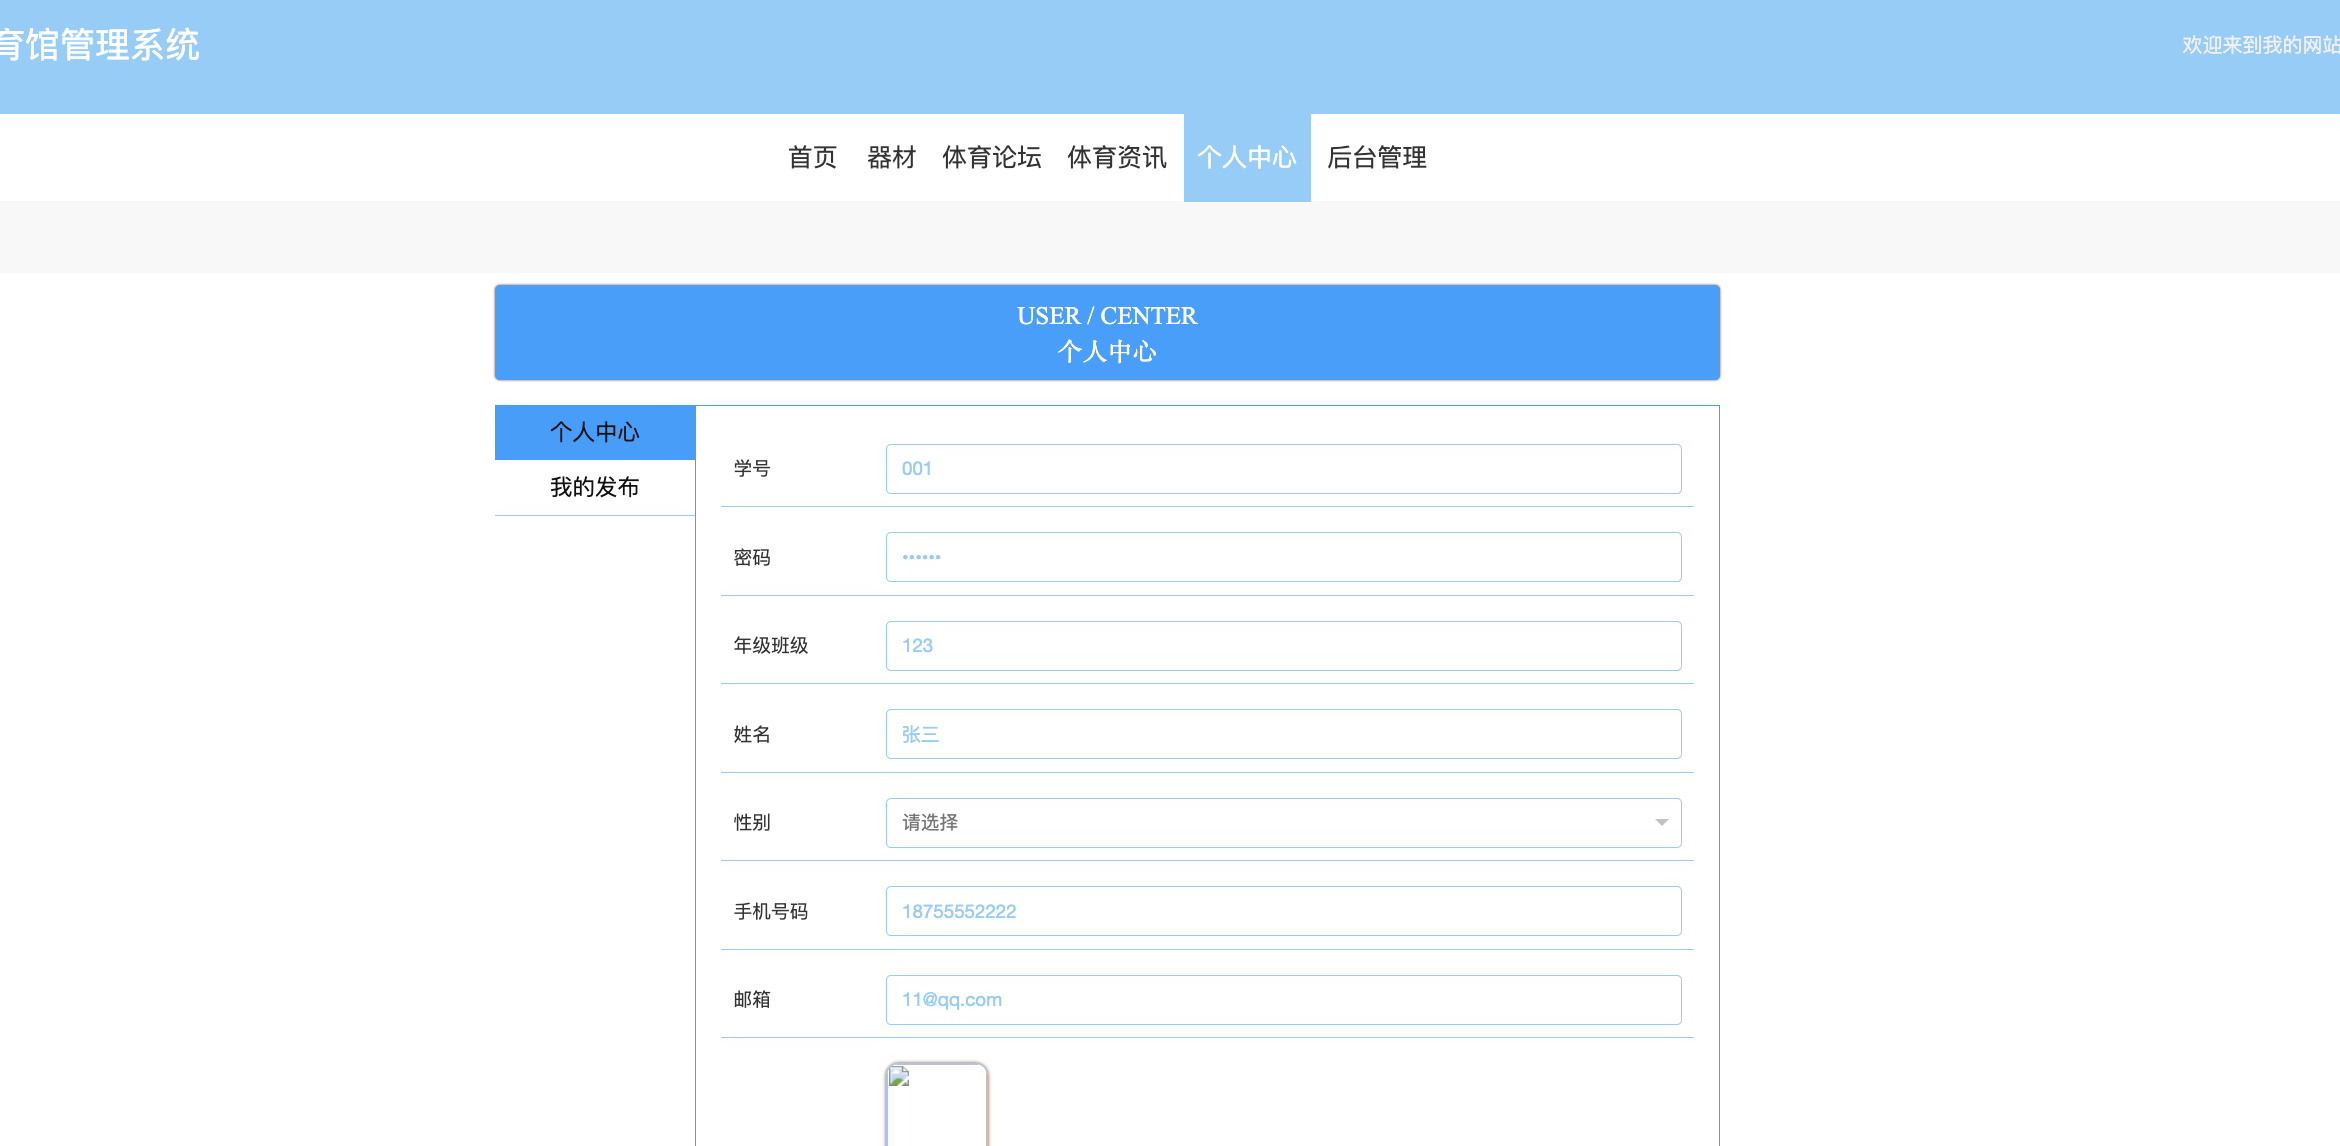 育馆管理系统
欢迎来到我的网站
首页 器材 体育论坛 体育资讯 个人中心 后台管理
USER / CENTER
个人中心
个人中心
我的发布
学号 001
密码 ••••••
年级班级 123
姓名 张三
性别 请选择
手机号码 18755552222
邮箱 11@qq.com